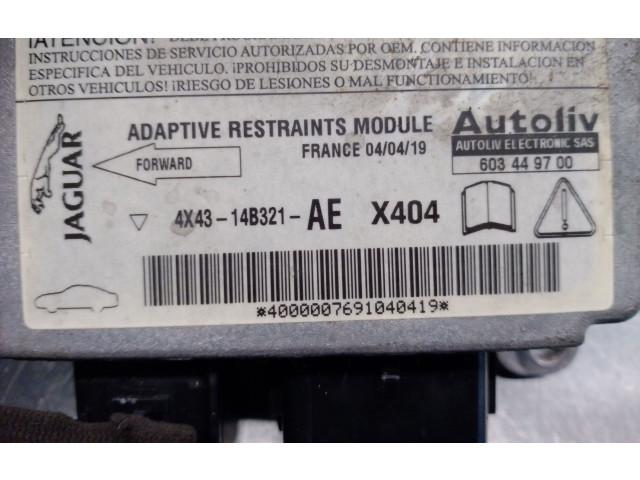 ¡ATENCION!
INSTRUCCIONES DE SERVICIO AUTORIZADAS POR OEM. CONTIENE INFORMACION
ESPECIFICA DEL VEHICULO. ¡PROHIBIDOS SU DESMONTAJE E INSTALACION EN
OTROS VEHICULOS! ¡RIESGO DE LESIONES O MAL FUNCIONAMIENTO!
JAGUAR
ADAPTIVE RESTRAINTS MODULE
FRANCE 04/04/19
FORWARD
Autoliv
AUTOLIV ELECTRONIC SAS
603 44 97 00
4X43-14B321-AE X404
*4000007691040419*